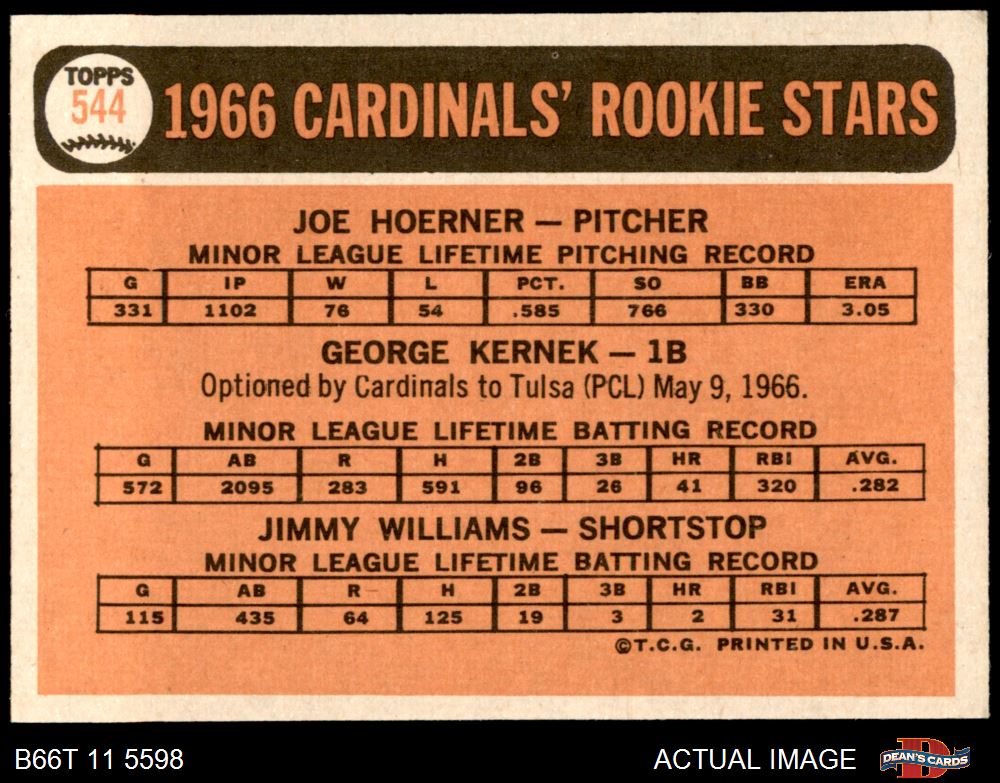 TOPPS
544
1966 CARDINALS' ROOKIE STARS
JOE HOERNER — PITCHER
MINOR LEAGUE LIFETIME PITCHING RECORD
G IP W L PCT. SO BB ERA
331 1102 76 54 .585 766 330 3.05
GEORGE KERNEK — 1B
Optioned by Cardinals to Tulsa (PCL) May 9, 1966.
MINOR LEAGUE LIFETIME BATTING RECORD
G AB R H 2B 3B HR RBI AVG.
572 2095 283 591 96 26 41 320 .282
JIMMY WILLIAMS — SHORTSTOP
MINOR LEAGUE LIFETIME BATTING RECORD
G AB R H 2B 3B HR RBI AVG.
115 435 64 125 19 3 2 31 .287
©T.C.G. PRINTED IN U.S.A.
B66T 11 5598 ACTUAL IMAGE
D
DEAN'S CARDS